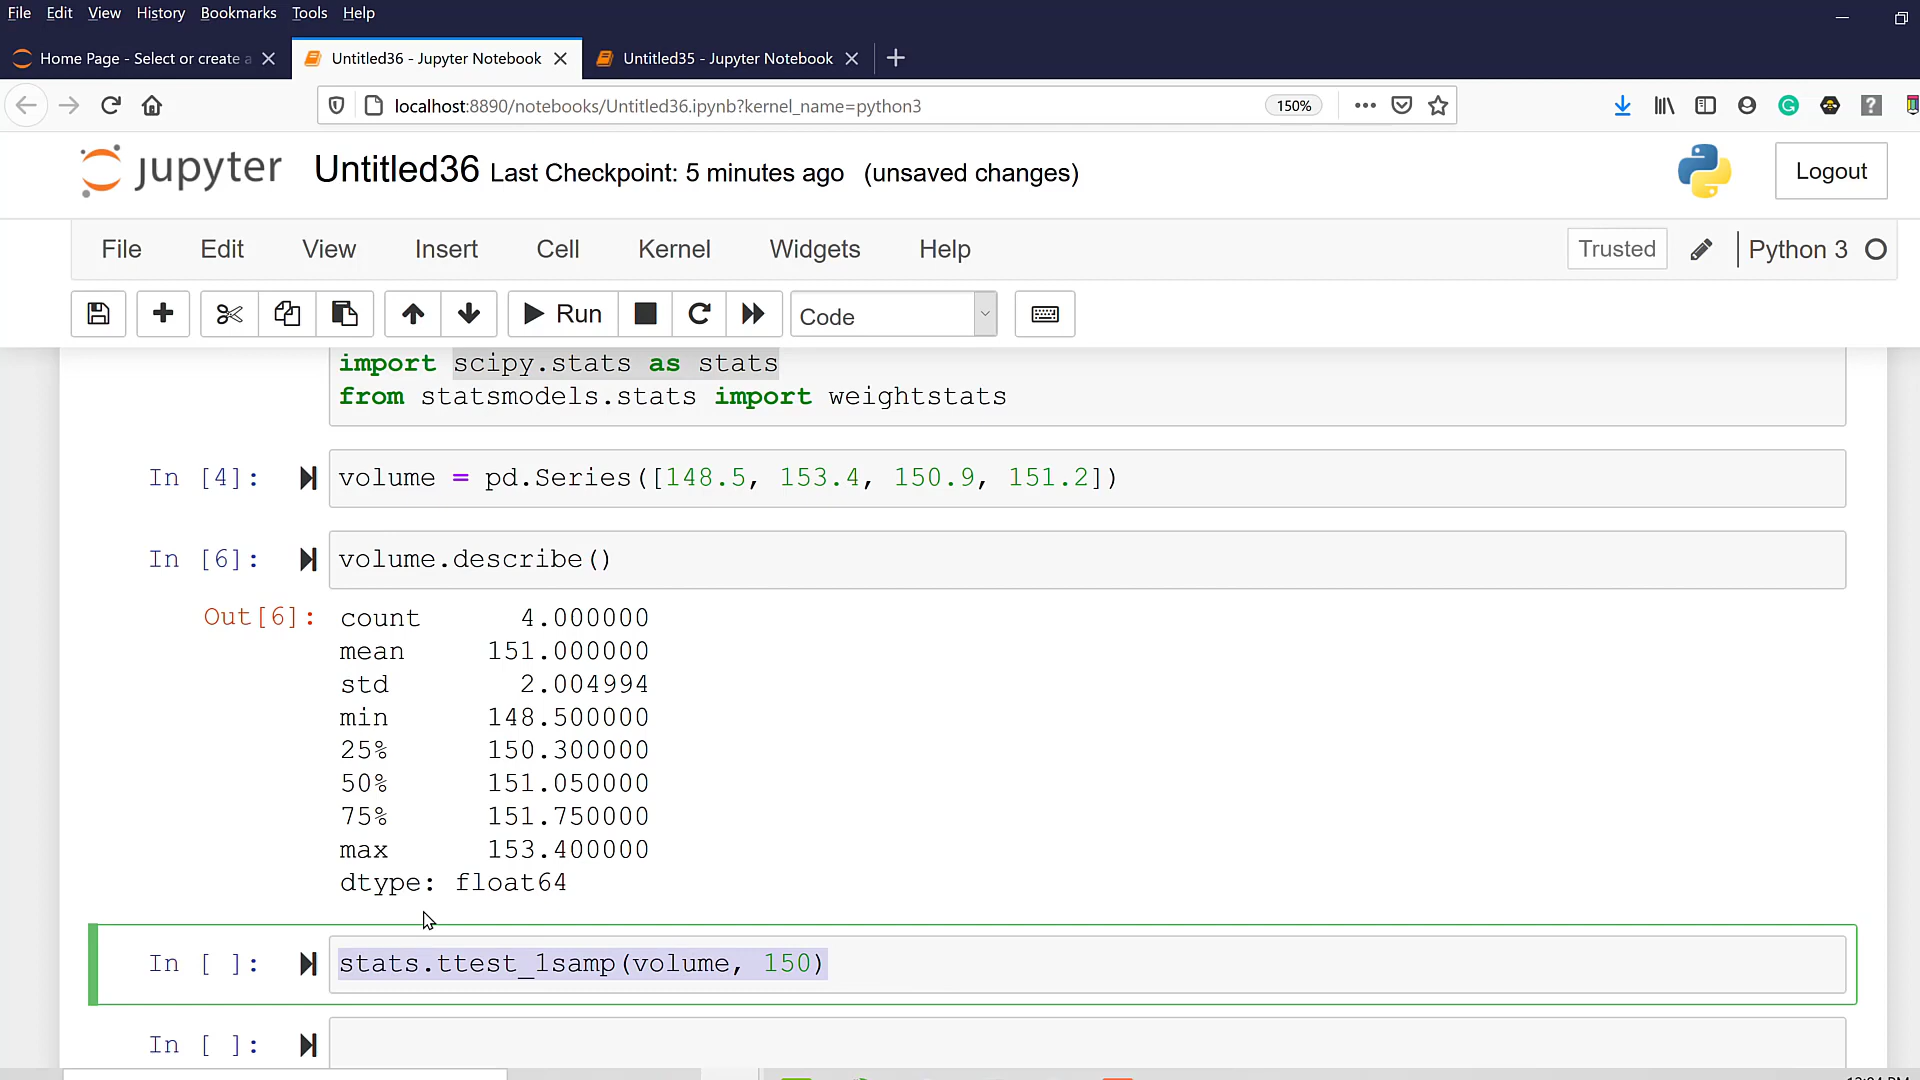 File Edit View History Bookmarks Tools Help
Home Page - Select or create a Untitled36 - Jupyter Notebook Untitled35 - Jupyter Notebook
localhost:8890/notebooks/Untitled36.ipynb?kernel_name=python3 150%
jupyter Untitled36 Last Checkpoint: 5 minutes ago (unsaved changes) Logout
File Edit View Insert Cell Kernel Widgets Help Trusted Python 3
Run Code
import scipy.stats as stats
from statsmodels.stats import weightstats
In [4]: volume = pd.Series([148.5, 153.4, 150.9, 151.2])
In [6]: volume.describe()
Out[6]: count 4.000000
mean 151.000000
std 2.004994
min 148.500000
25% 150.300000
50% 151.050000
75% 151.750000
max 153.400000
dtype: float64
In [ ]: stats.ttest_1samp(volume, 150)
In [ ]: